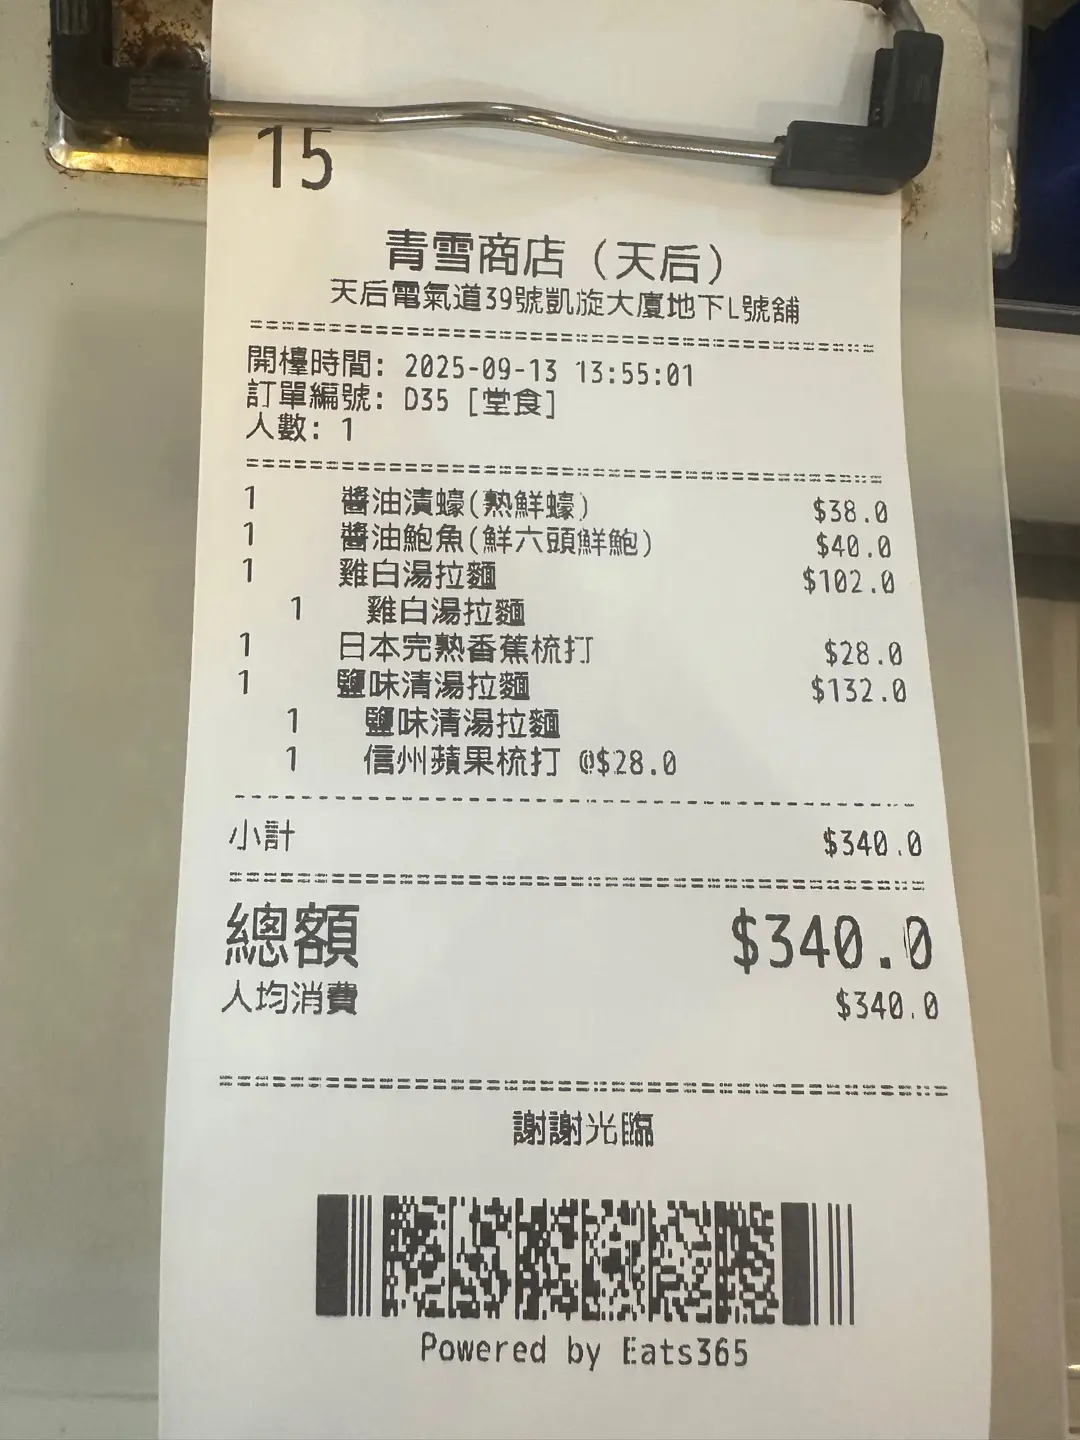 15
青雪商店（天后）
天后電氣道39號凱旋大廈地下L號舖
開檯時間: 2025-09-13 13:55:01
訂單編號: D35 [堂食]
人數: 1
1 醬油漬蠔(熟鮮蠔) $38.0
1 醬油鮑魚(鮮六頭鮮鮑) $40.0
1 雞白湯拉麵 $102.0
1 雞白湯拉麵
1 日本完熟香蕉梳打 $28.0
1 鹽味清湯拉麵 $132.0
1 鹽味清湯拉麵
1 信州蘋果梳打 @$28.0
小計 $340.0
總額 $340.0
人均消費 $340.0
謝謝光臨
Powered by Eats365